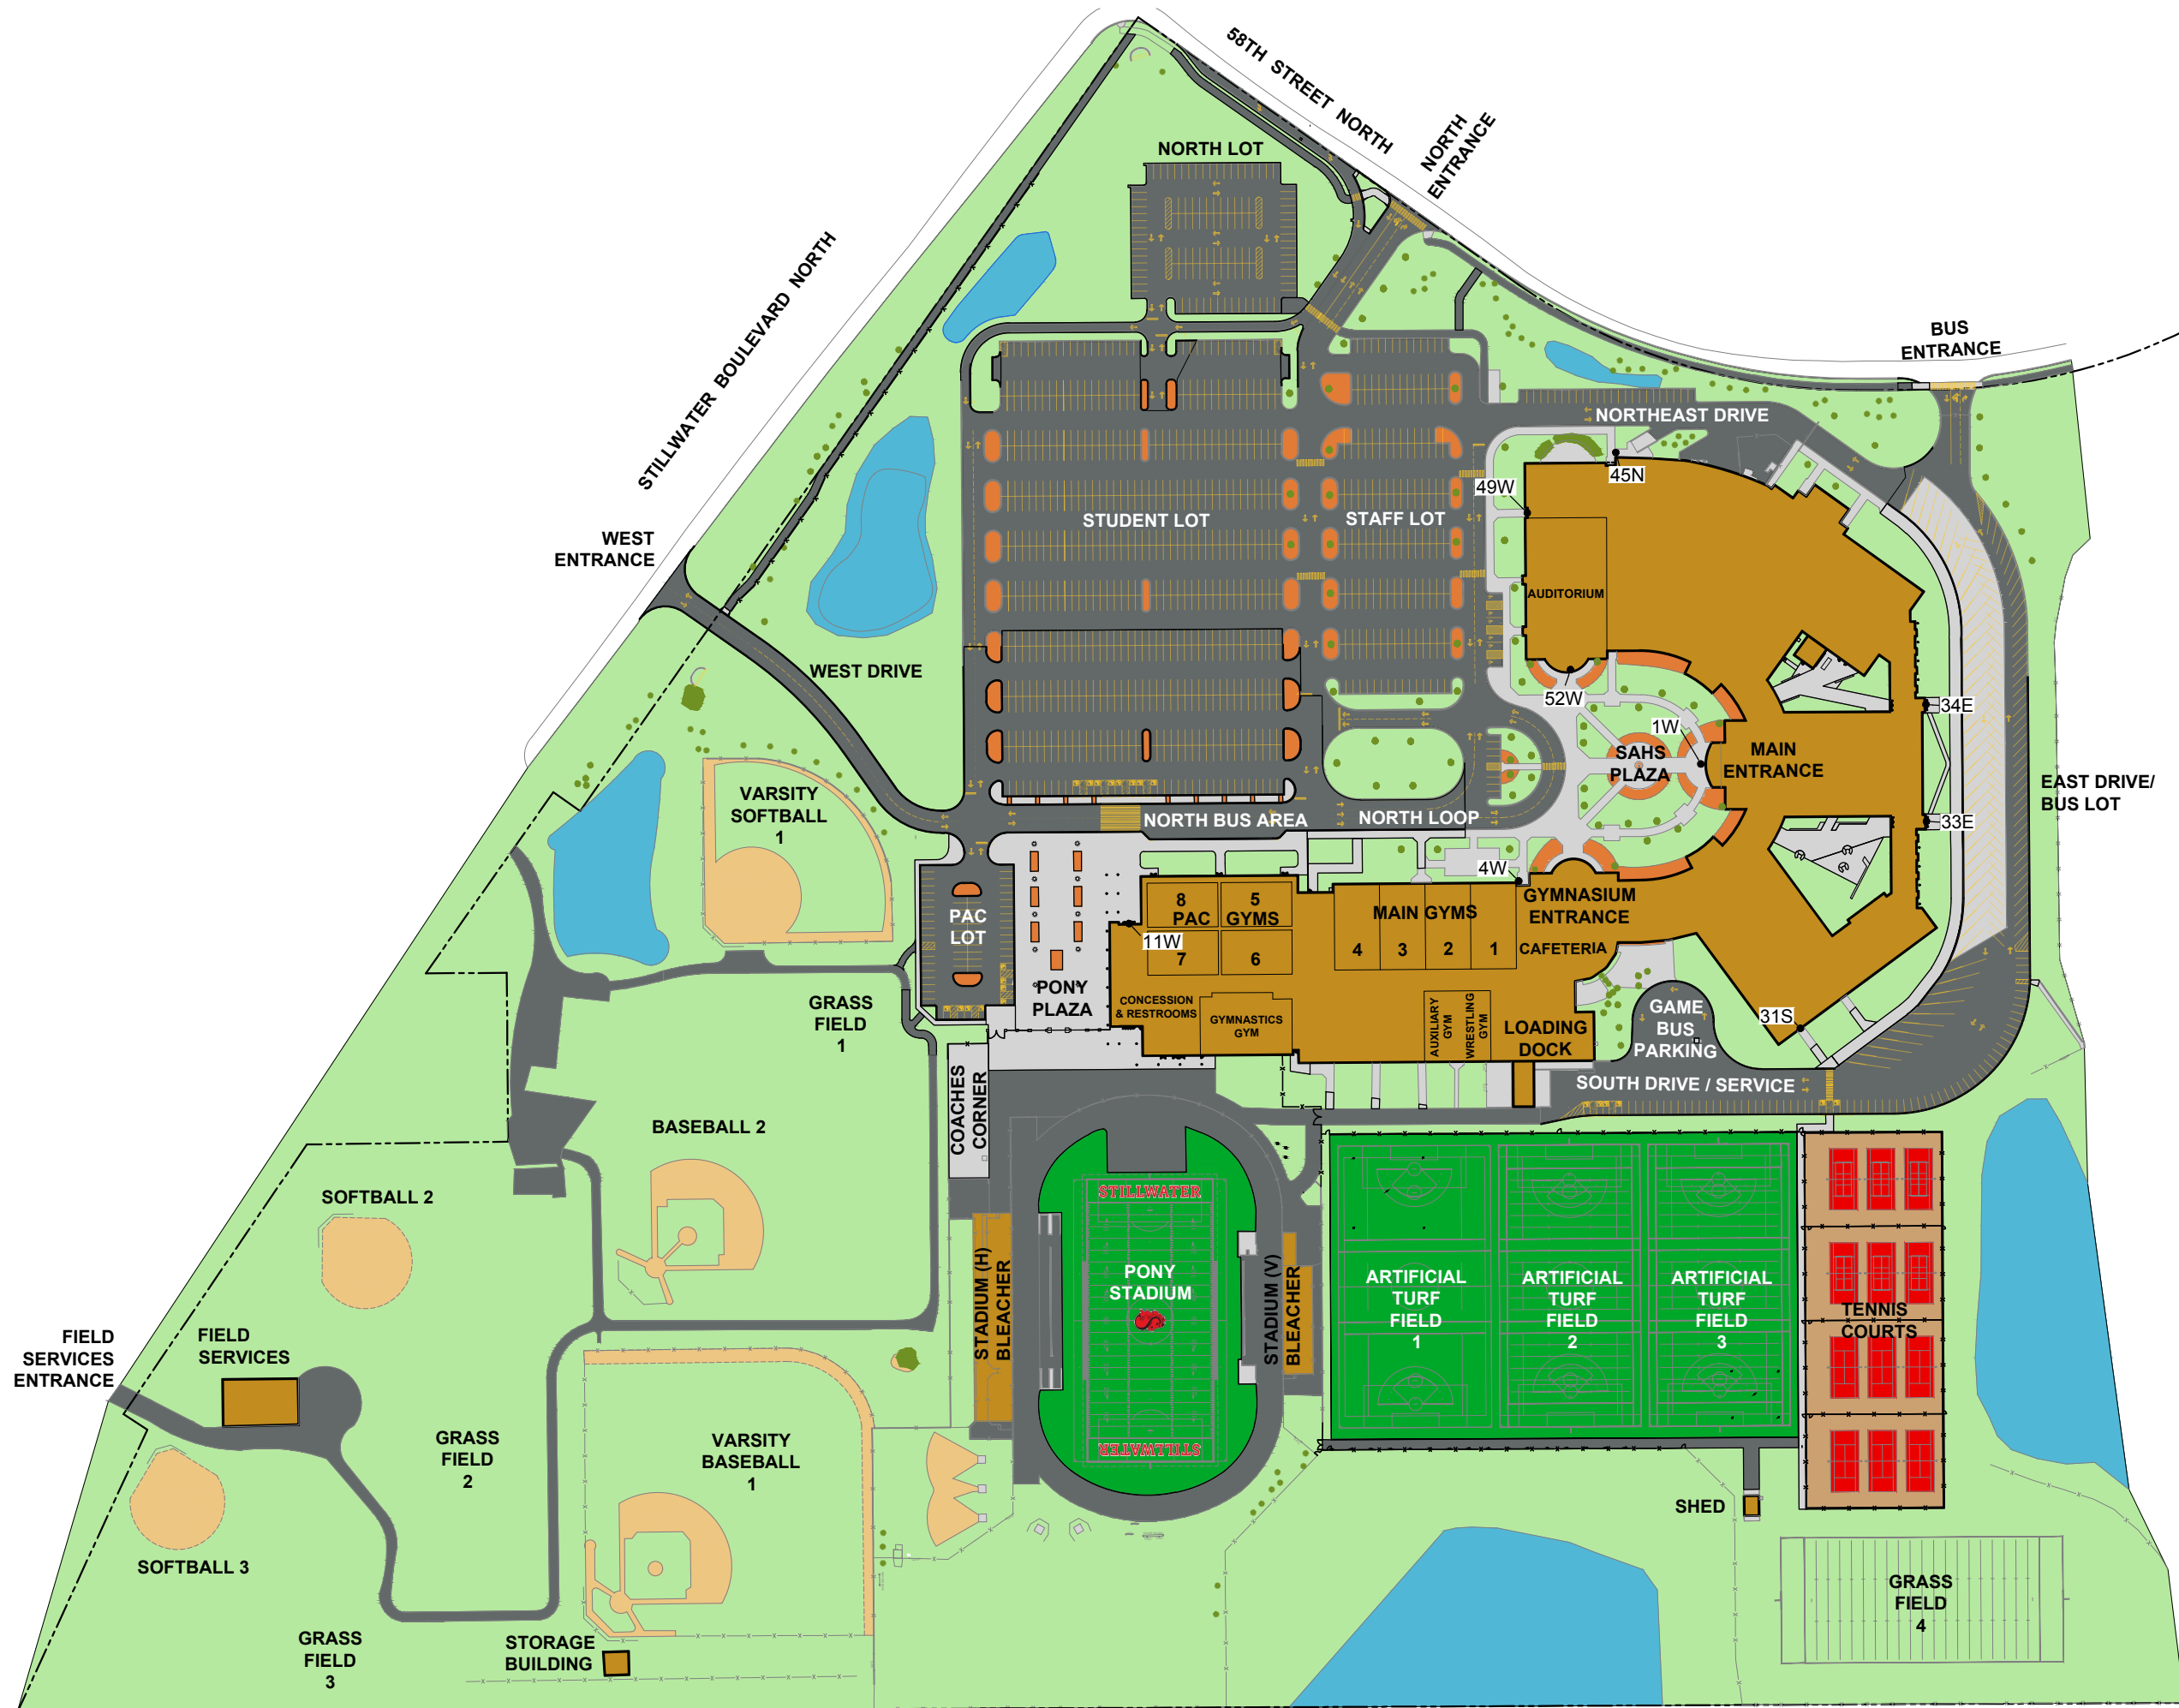 58TH STREET NORTH
NORTH
ENTRANCE
NORTH LOT
STILLWATER BOULEVARD NORTH
BUS
ENTRANCE
NORTHEAST DRIVE
45N
49W
STUDENT LOT
STAFF LOT
WEST
ENTRANCE
AUDITORIUM
WEST DRIVE
52W
34E
1W
SAHS
PLAZA
MAIN
ENTRANCE
EAST DRIVE/
BUS LOT
VARSITY
SOFTBALL
1
NORTH BUS AREA
NORTH LOOP
33E
4W
GYMNASIUM
ENTRANCE
8
5
PAC GYMS
7
6
MAIN GYMS
4
3
2
1
CAFETERIA
PAC
LOT
11W
PONY
PLAZA
CONCESSION
& RESTROOMS
GYMNASTICS
GYM
AUXILIARY
GYM
WRESTLING
GYM
LOADING
DOCK
GAME
BUS
PARKING
31S
GRASS
FIELD
1
SOUTH DRIVE / SERVICE
COACHES
CORNER
BASEBALL 2
SOFTBALL 2
STILLWATER
PONY
STADIUM
S
STILLWATER
STADIUM (H)
BLEACHER
STADIUM (V)
BLEACHER
ARTIFICIAL
TURF
FIELD
1
ARTIFICIAL
TURF
FIELD
2
ARTIFICIAL
TURF
FIELD
3
TENNIS
COURTS
FIELD
SERVICES
ENTRANCE
FIELD
SERVICES
GRASS
FIELD
2
VARSITY
BASEBALL
1
SHED
SOFTBALL 3
GRASS
FIELD
4
GRASS
FIELD
3
STORAGE
BUILDING